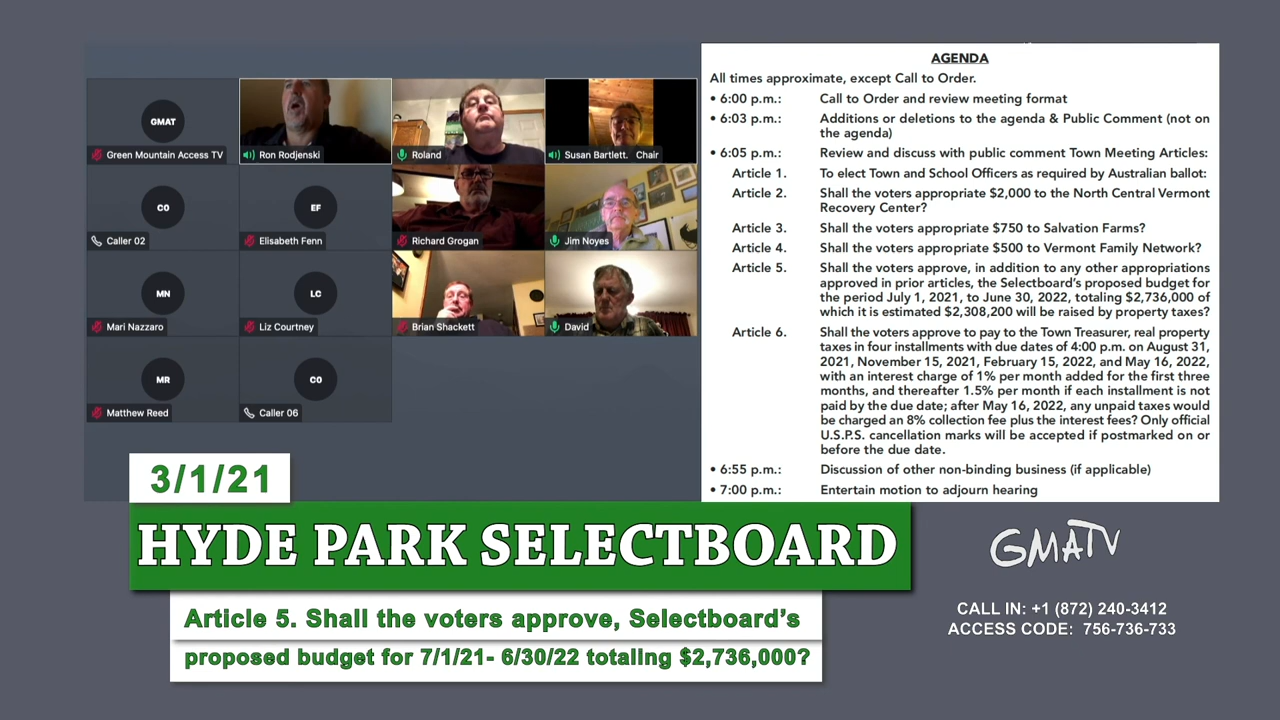 GMAT
Green Mountain Access TV
Ron Rodjenski
Roland
Susan Bartlett. Chair
C0
Caller 02
EF
Elisabeth Fenn
Richard Grogan
Jim Noyes
MN
Mari Nazzaro
LC
Liz Courtney
Brian Shackett
David
MR
Matthew Reed
C0
Caller 06
AGENDA
All times approximate, except Call to Order.
• 6:00 p.m.: Call to Order and review meeting format
• 6:03 p.m.: Additions or deletions to the agenda & Public Comment (not on
the agenda)
• 6:05 p.m.: Review and discuss with public comment Town Meeting Articles:
Article 1. To elect Town and School Officers as required by Australian ballot:
Article 2. Shall the voters appropriate $2,000 to the North Central Vermont
Recovery Center?
Article 3. Shall the voters appropriate $750 to Salvation Farms?
Article 4. Shall the voters appropriate $500 to Vermont Family Network?
Article 5. Shall the voters approve, in addition to any other appropriations
approved in prior articles, the Selectboard's proposed budget for
the period July 1, 2021, to June 30, 2022, totaling $2,736,000 of
which it is estimated $2,308,200 will be raised by property taxes?
Article 6. Shall the voters approve to pay to the Town Treasurer, real property
taxes in four installments with due dates of 4:00 p.m. on August 31,
2021, November 15, 2021, February 15, 2022, and May 16, 2022,
with an interest charge of 1% per month added for the first three
months, and thereafter 1.5% per month if each installment is not
paid by the due date; after May 16, 2022, any unpaid taxes would
be charged an 8% collection fee plus the interest fees? Only official
U.S.P.S. cancellation marks will be accepted if postmarked on or
before the due date.
• 6:55 p.m.: Discussion of other non-binding business (if applicable)
• 7:00 p.m.: Entertain motion to adjourn hearing
3/1/21
HYDE PARK SELECTBOARD
Article 5. Shall the voters approve, Selectboard's
proposed budget for 7/1/21- 6/30/22 totaling $2,736,000?
GMATV
CALL IN: +1 (872) 240-3412
ACCESS CODE: 756-736-733